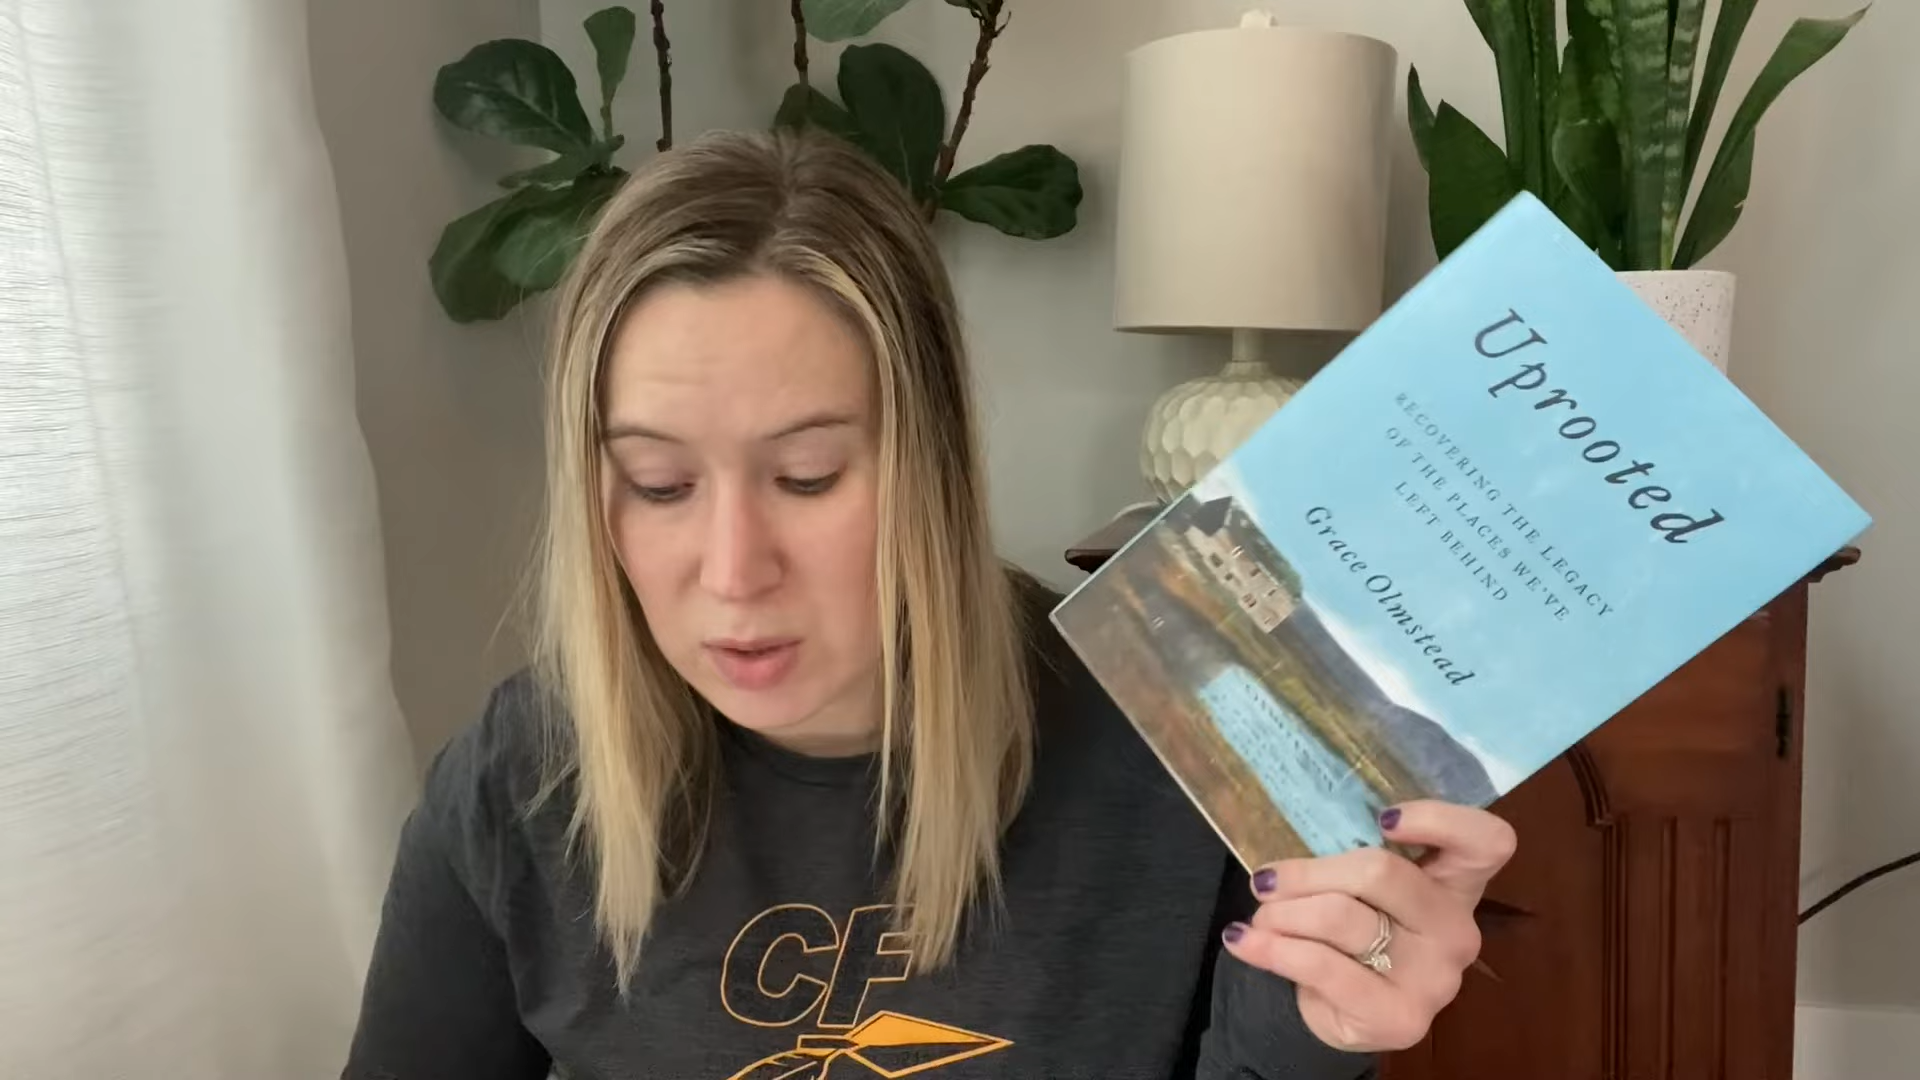 Uprooted
RECOVERING THE LEGACY
OF THE PLACES WE'VE
LEFT BEHIND
Grace Olmstead
CF